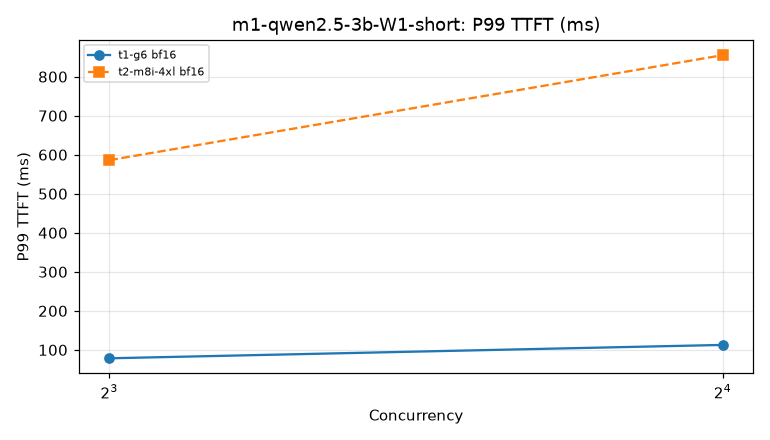 m1-qwen2.5-3b-W1-short: P99 TTFT (ms)
t1-g6 bf16
t2-m8i-4xl bf16
P99 TTFT (ms)
800
700
600
500
400
300
200
100
2³
2⁴
Concurrency